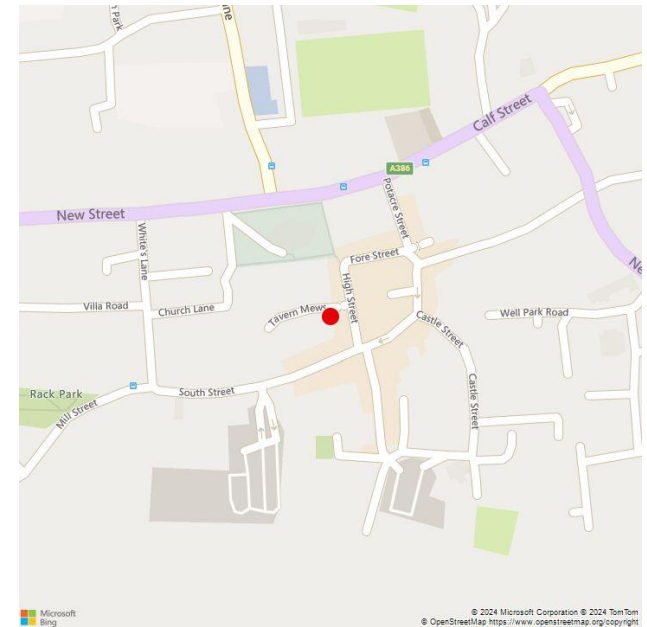 Park
Calf Street
A386
New Street
White's Lane
Potacre Street
Fore Street
High Street
Villa Road
Church Lane
Tavern Mews
Castle Street
Well Park Road
Rack Park
Mill Street
South Street
Castle Street
Microsoft
Bing
© 2024 Microsoft Corporation © 2024 TomTom
© OpenStreetMap https://www.openstreetmap.org/copyright